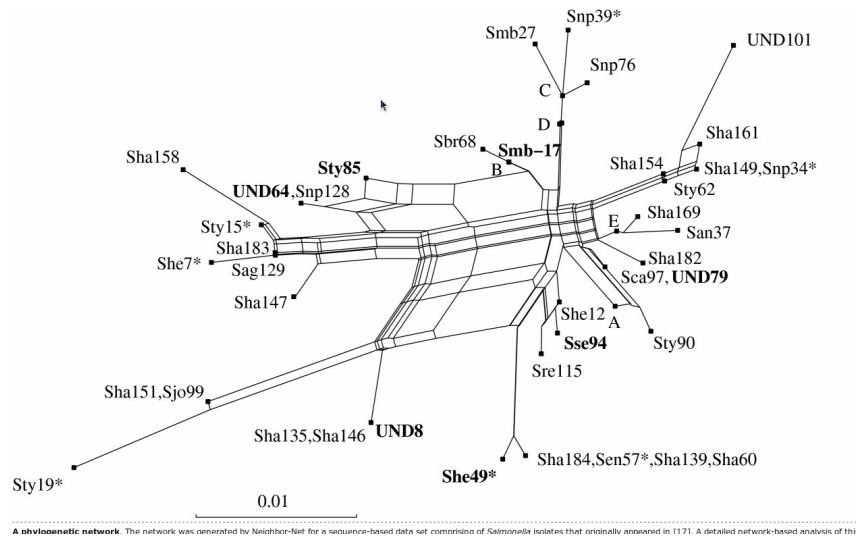 Snp39*
Smb27
UND101
Snp76
C
D
Sbr68
Smb-17
Sha161
Sha158
Sty85
B
Sha154
Sha149,Snp34*
UND64,Snp128
Sty62
Sty15*
E
Sha169
San37
Sha183
She7*
Sag129
Sha182
Sca97,UND79
Sha147
She12
A
Sse94
Sty90
Sre115
Sha151,Sjo99
Sha135,Sha146
UND8
Sha184,Sen57*,Sha139,Sha60
She49*
Sty19*
0.01
A phylogenetic network. The network was generated by Neighbor-Net for a sequence-based data set comprising of Salmonella isolates that originally appeared in [17]. A detailed network-based analysis of